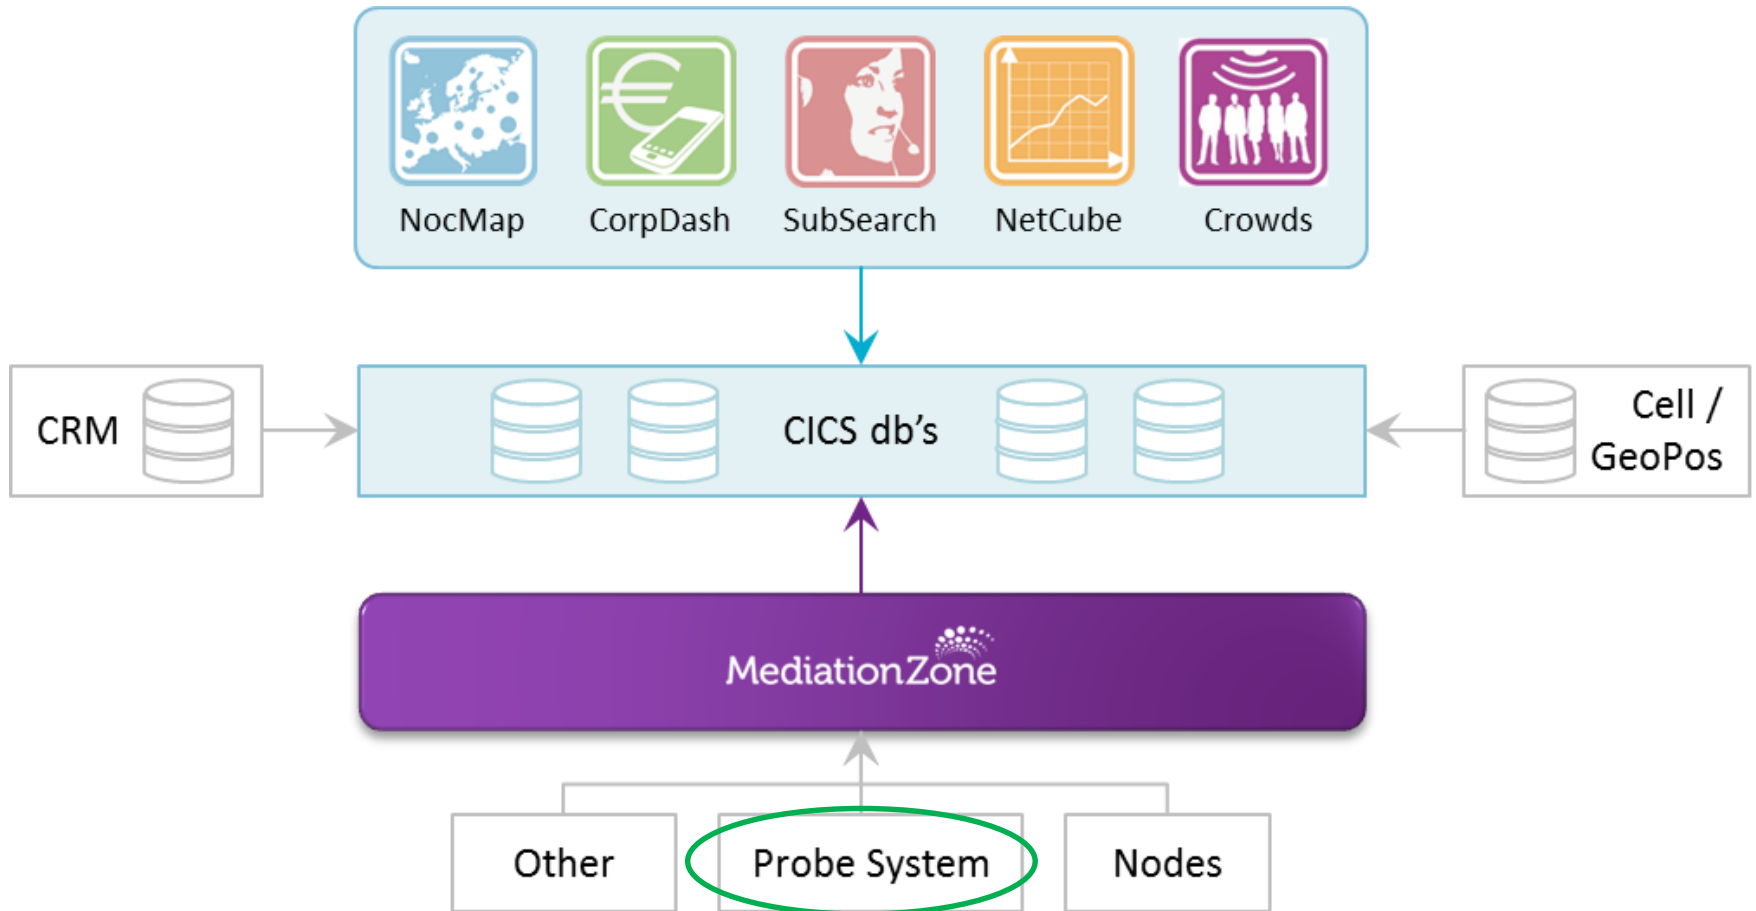 NocMap
CorpDash
SubSearch
NetCube
Crowds
CRM
CICS db’s
Cell /
GeoPos
MediationZone
Other
Probe System
Nodes